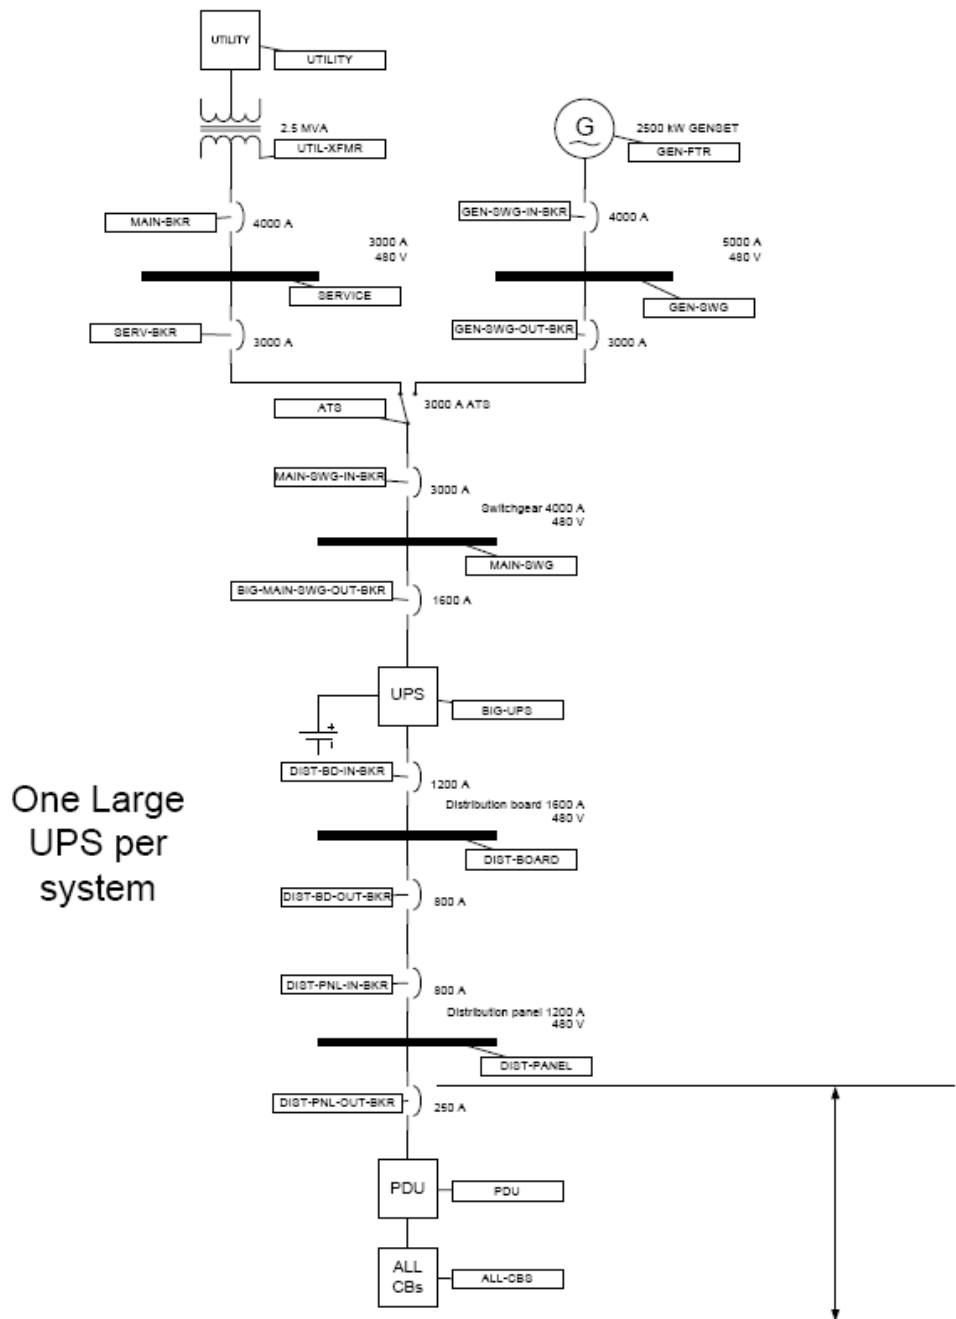 UTILITY
UTILITY
2.5 MVA
UTIL-XFMR
G
2500 kW GENSET
GEN-FTR
MAIN-BKR
4000 A
GEN-SWG-IN-BKR
4000 A
3000 A
480 V
5000 A
480 V
SERVICE
GEN-SWG
SERV-BKR
3000 A
GEN-SWG-OUT-BKR
3000 A
ATS
3000 A ATS
MAIN-SWG-IN-BKR
3000 A
Switchgear 4000 A
480 V
MAIN-SWG
BIG-MAIN-SWG-OUT-BKR
1600 A
UPS
BIG-UPS
+
DIST-BD-IN-BKR
1200 A
Distribution board 1600 A
480 V
One Large
UPS per
system
DIST-BOARD
DIST-BD-OUT-BKR
800 A
DIST-PNL-IN-BKR
800 A
Distribution panel 1200 A
480 V
DIST-PANEL
DIST-PNL-OUT-BKR
250 A
PDU
PDU
ALL
CBs
ALL-CBS